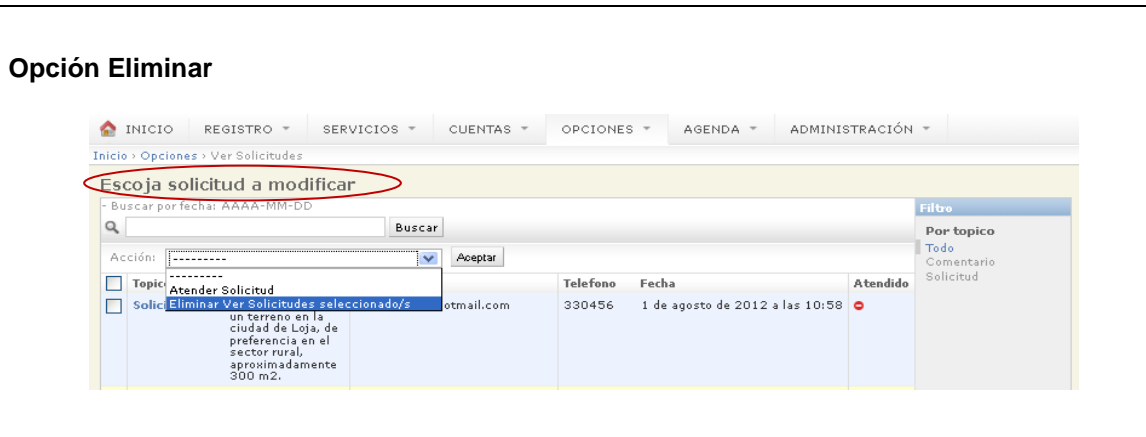 Opción Eliminar
INICIO REGISTRO SERVICIOS CUENTAS OPCIONES AGENDA ADMINISTRACIÓN
Inicio › Opciones › Ver Solicitudes
Escoja solicitud a modificar
- Buscar por fecha: AAAA-MM-DD
Buscar
Acción: --------- Aceptar
---------
Atender Solicitud
Eliminar Ver Solicitudes seleccionado/s
Telefono Fecha Atendido
330456 1 de agosto de 2012 a las 10:58
un terreno en la
ciudad de Loja, de
preferencia en el
sector rural,
aproximadamente
300 m2.
Filtro
Por topico
Todo
Comentario
Solicitud